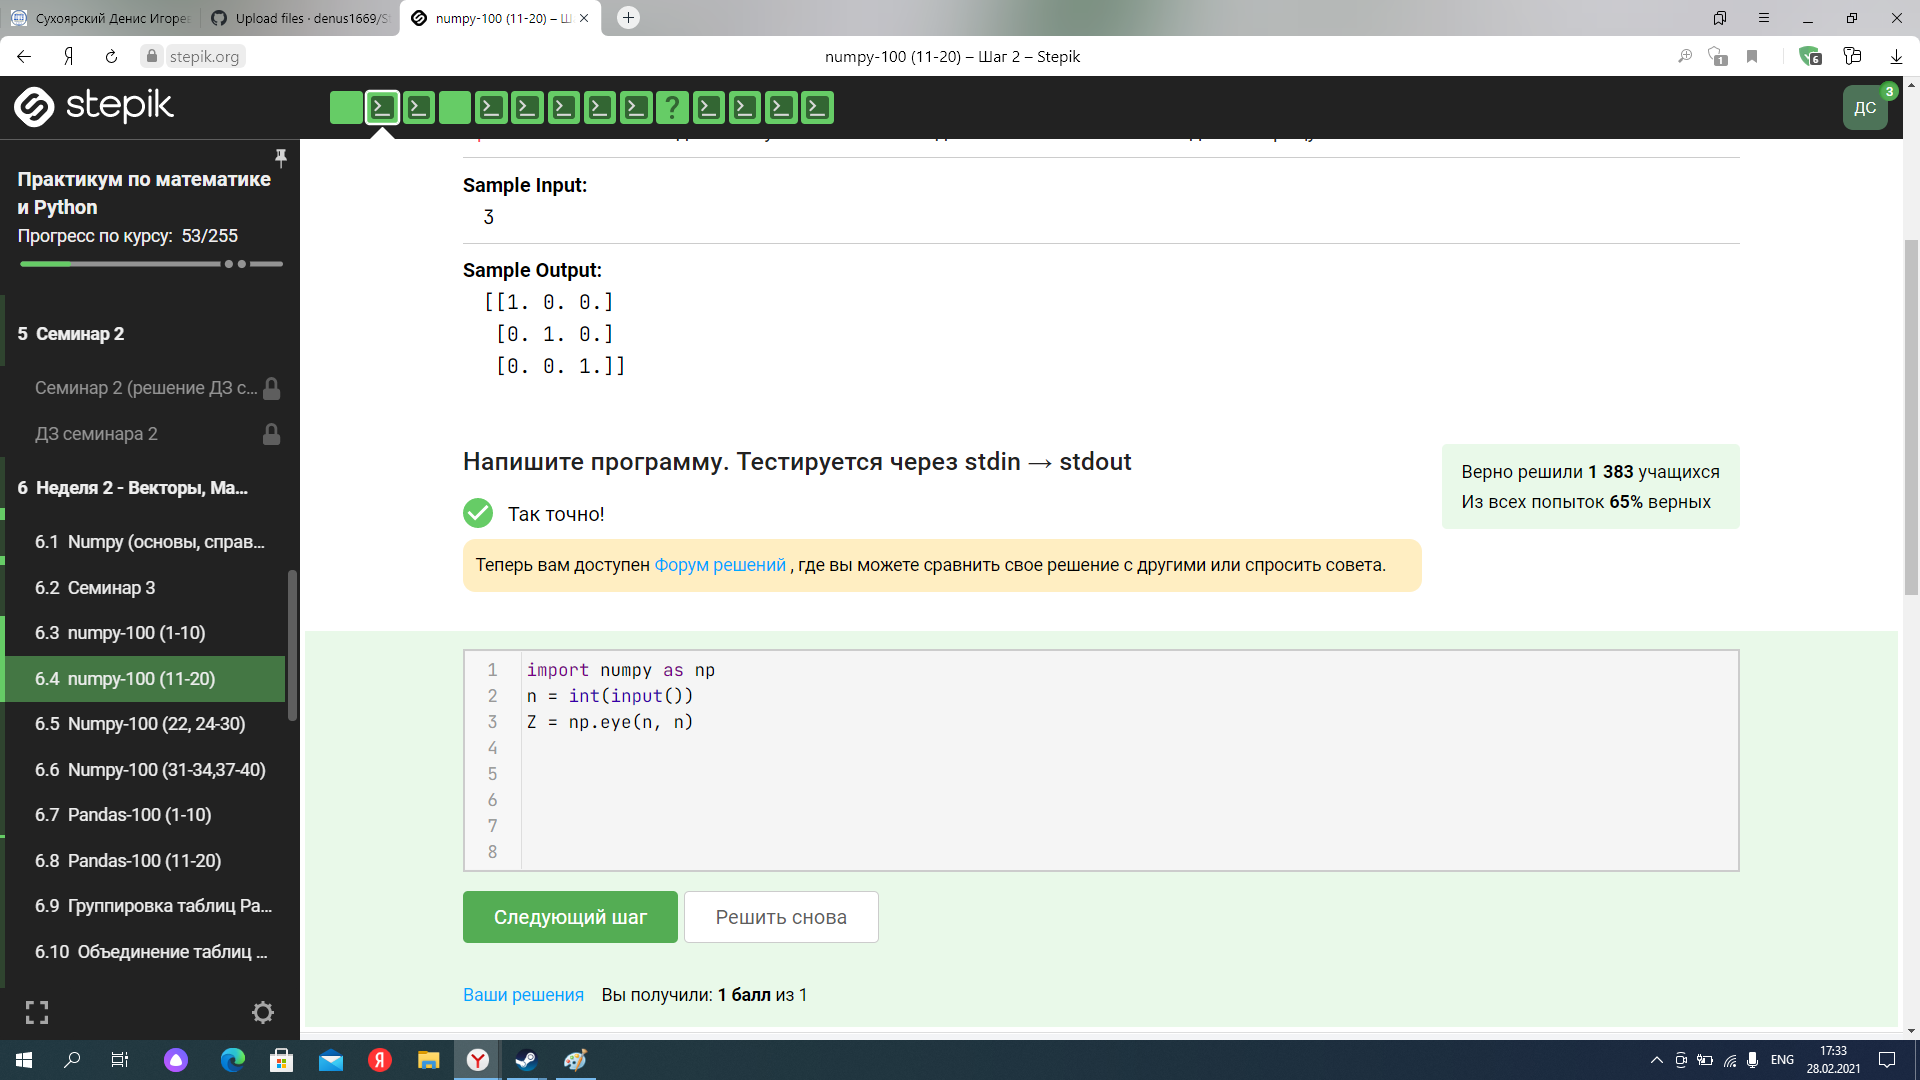 Сухоярский Денис Игорев
Upload files · denus1669/S
numpy-100 (11-20) – Ш
stepik.org
numpy-100 (11-20) – Шаг 2 – Stepik
1
6
stepik
ДС
3
Практикум по математике
и Python
Прогресс по курсу: 53/255
5 Семинар 2
Семинар 2 (решение ДЗ с...
ДЗ семинара 2
6 Неделя 2 - Векторы, Ма...
6.1 Numpy (основы, справ...
6.2 Семинар 3
6.3 numpy-100 (1-10)
6.4 numpy-100 (11-20)
6.5 Numpy-100 (22, 24-30)
6.6 Numpy-100 (31-34,37-40)
6.7 Pandas-100 (1-10)
6.8 Pandas-100 (11-20)
6.9 Группировка таблиц Pa...
6.10 Объединение таблиц ...
Sample Input:
3
Sample Output:
[[1. 0. 0.]
[0. 1. 0.]
[0. 0. 1.]]
Напишите программу. Тестируется через stdin → stdout
Верно решили 1 383 учащихся
Из всех попыток 65% верных
Так точно!
Теперь вам доступен Форум решений , где вы можете сравнить свое решение с другими или спросить совета.
1 import numpy as np
2 n = int(input())
3 Z = np.eye(n, n)
4
5
6
7
8
Следующий шаг
Решить снова
Ваши решения Вы получили: 1 балл из 1
ENG
17:33
28.02.2021